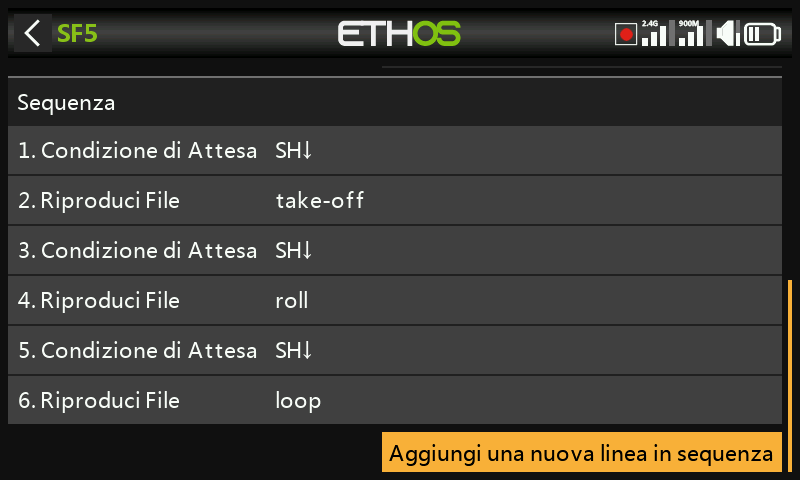 SF5
ETHOS
2.4G
900M
Sequenza
1. Condizione di Attesa SH↓
2. Riproduci File take-off
3. Condizione di Attesa SH↓
4. Riproduci File roll
5. Condizione di Attesa SH↓
6. Riproduci File loop
Aggiungi una nuova linea in sequenza